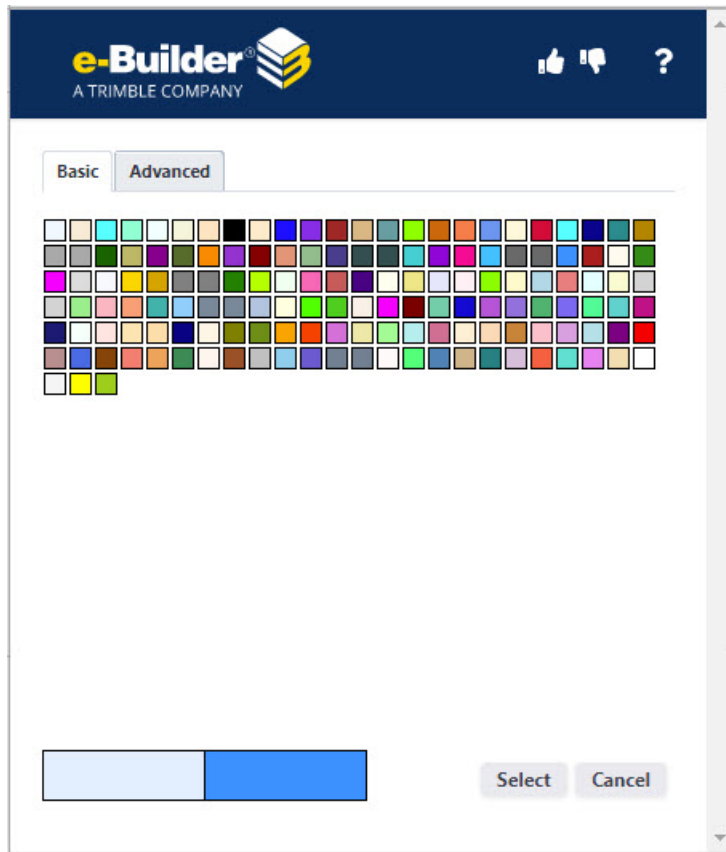 e-Builder®
A TRIMBLE COMPANY
?
Basic Advanced
Select Cancel